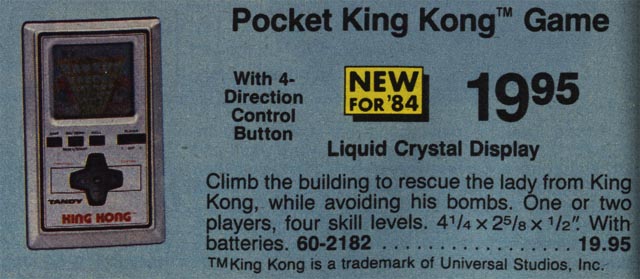 Pocket King Kong™ Game
With 4-
Direction
Control
Button
NEW
FOR '84
19⁹⁵
Liquid Crystal Display
Climb the building to rescue the lady from King
Kong, while avoiding his bombs. One or two
players, four skill levels. 4¹/₄ × 2⁵/₈ × ¹/₂″. With
batteries. 60-2182 . . . . . . . . . . . . . . . . . . 19.95
™King Kong is a trademark of Universal Studios, Inc.
TANDY
KING KONG